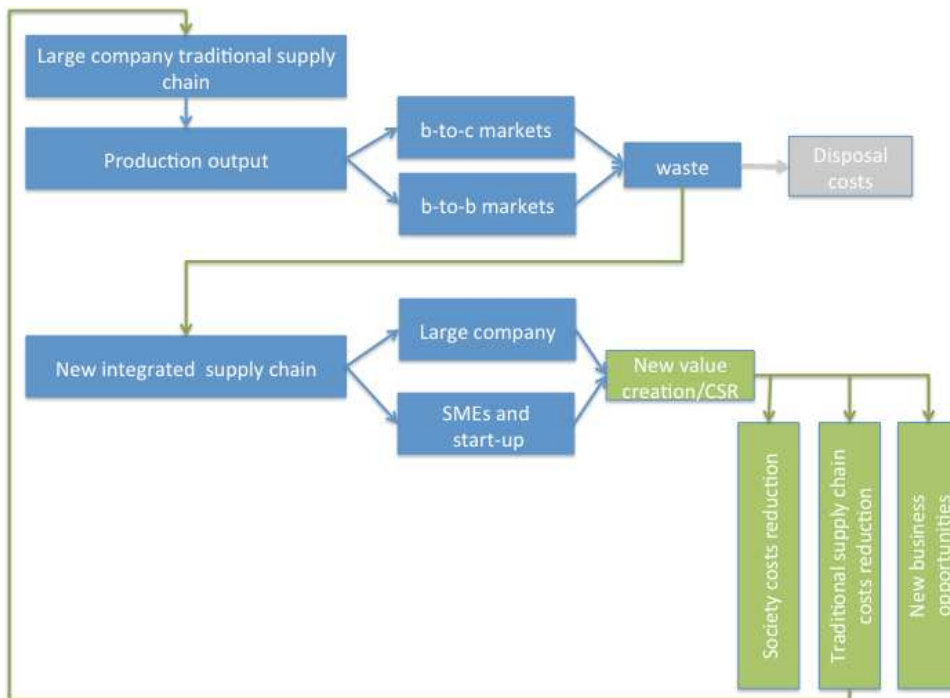 Large company traditional supply
chain
Production output
b-to-c markets
b-to-b markets
waste
Disposal
costs
New integrated supply chain
Large company
SMEs and
start-up
New value
creation/CSR
Society costs reduction
Traditional supply chain
costs reduction
New business
opportunities